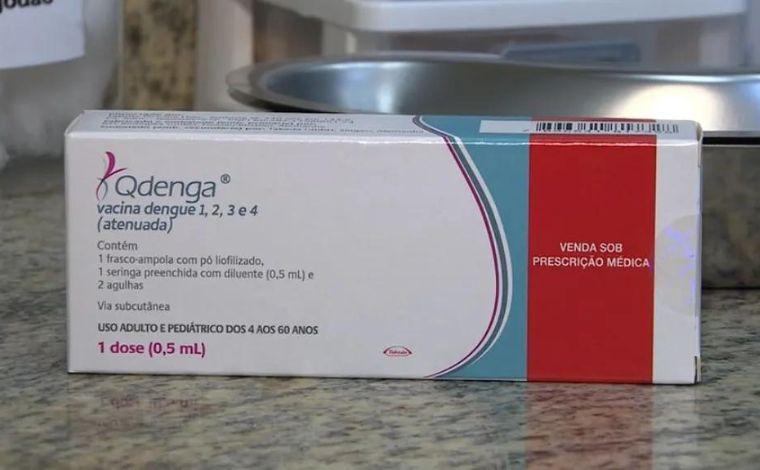 Qdenga®
vacina dengue 1, 2, 3 e 4
(atenuada)
Contém
1 frasco-ampola com pó liofilizado,
1 seringa preenchida com diluente (0,5 mL) e
2 agulhas
Via subcutânea
USO ADULTO E PEDIÁTRICO DOS 4 AOS 60 ANOS
1 dose (0,5 mL)
Takeda
VENDA SOB
PRESCRIÇÃO MÉDICA